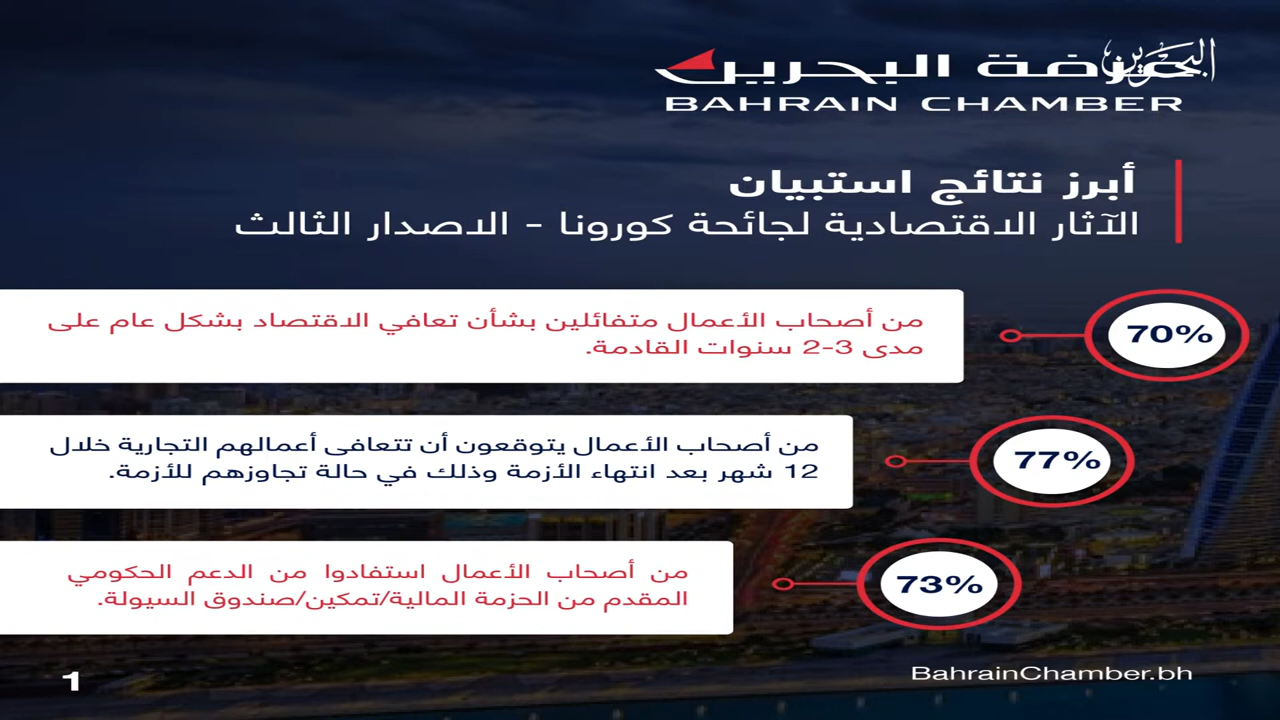 غرفة البحرين
البحرين
BAHRAIN CHAMBER
أبرز نتائج استبيان
الآثار الاقتصادية لجائحة كورونا - الاصدار الثالث
70%
من أصحاب الأعمال متفائلين بشأن تعافي الاقتصاد بشكل عام على
مدى 3-2 سنوات القادمة.
77%
من أصحاب الأعمال يتوقعون أن تتعافى أعمالهم التجارية خلال
12 شهر بعد انتهاء الأزمة وذلك في حالة تجاوزهم للأزمة.
73%
من أصحاب الأعمال استفادوا من الدعم الحكومي
المقدم من الحزمة المالية/تمكين/صندوق السيولة.
BahrainChamber.bh
1